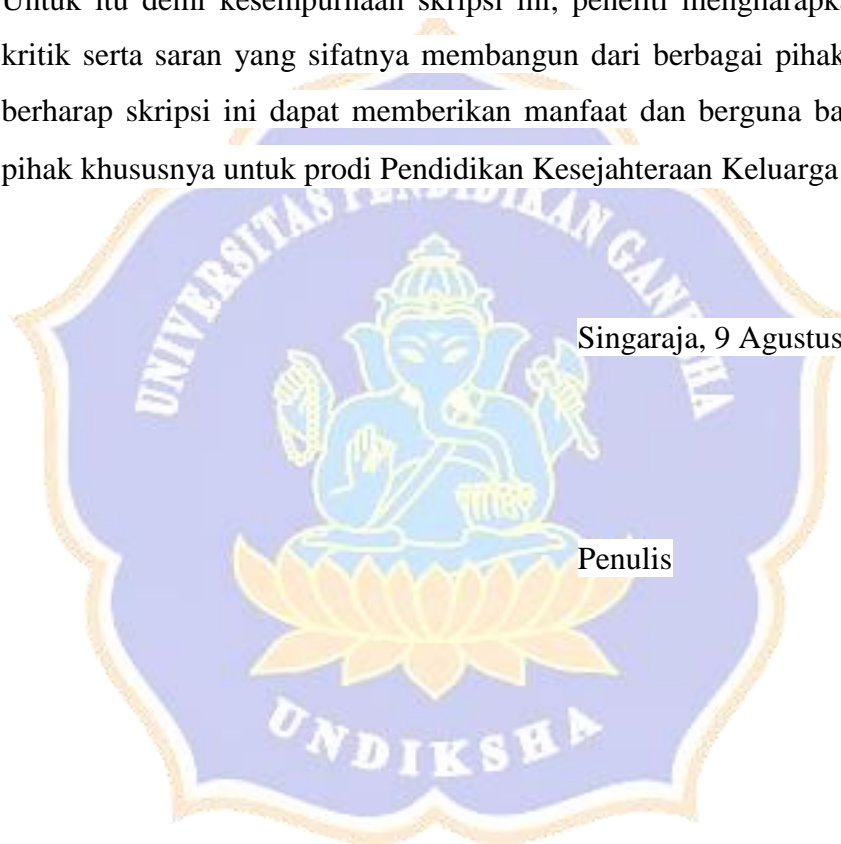 Untuk itu demi kesempurnaan skripsi ini, peneliti mengharapka
kritik serta saran yang sifatnya membangun dari berbagai pihak
berharap skripsi ini dapat memberikan manfaat dan berguna ba
pihak khususnya untuk prodi Pendidikan Kesejahteraan Keluarga
UNIVERSITAS PENDIDIKAN GANESHA
Singaraja, 9 Agustus
Penulis
UNDIKSHA